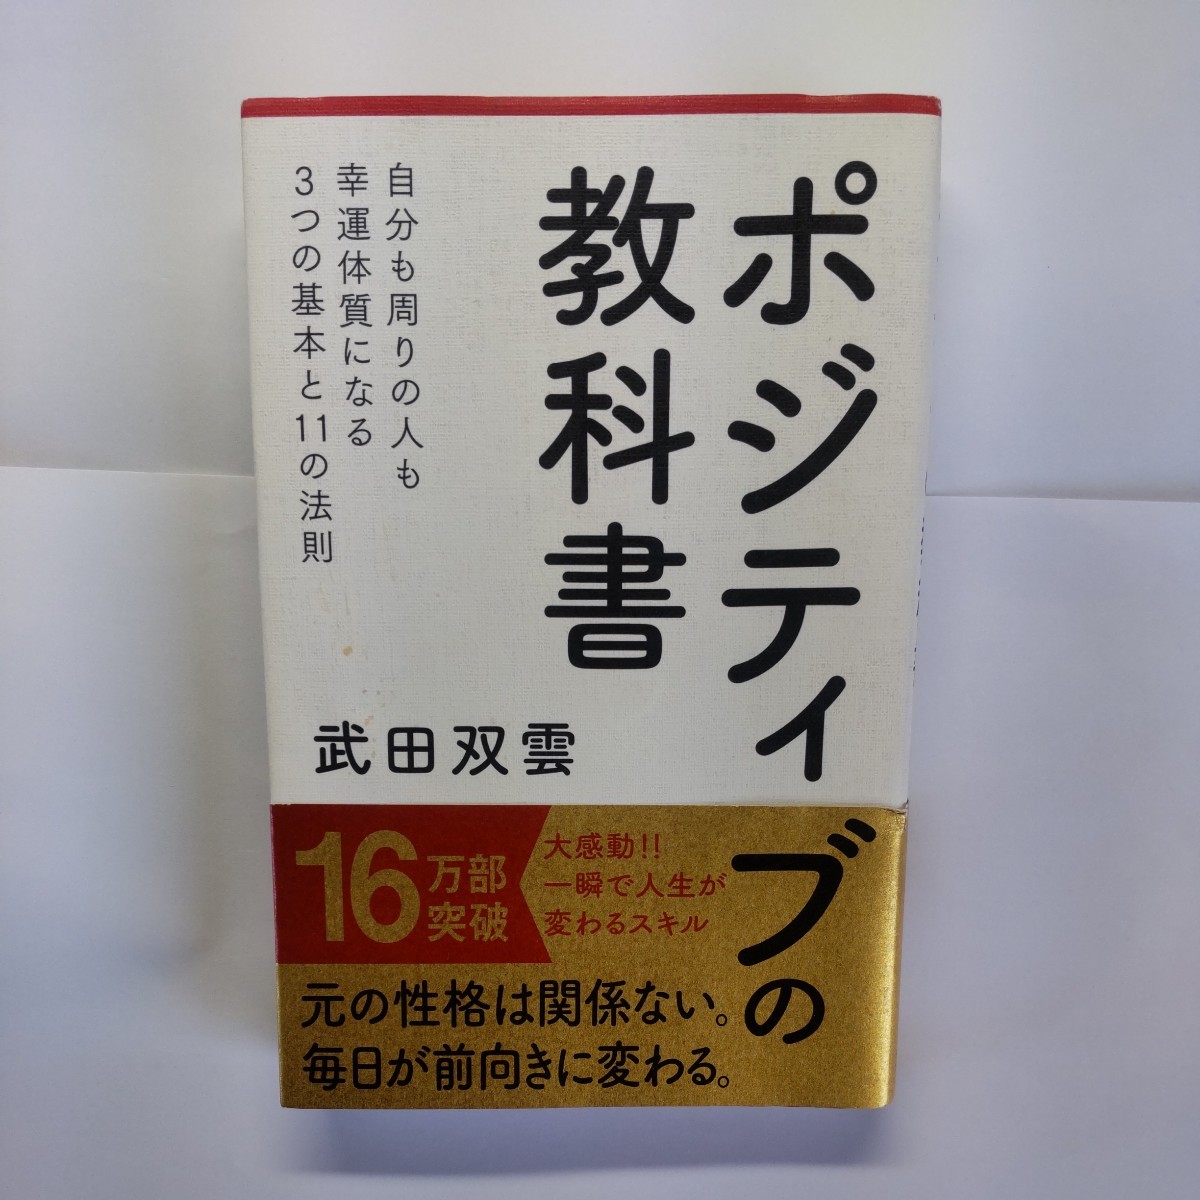 ポジティブの
教科書
自分も周りの人も
幸運体質になる
3つの基本と11の法則
武田双雲
16万部
突破
大感動!!
一瞬で人生が
変わるスキル
元の性格は関係ない。
毎日が前向きに変わる。